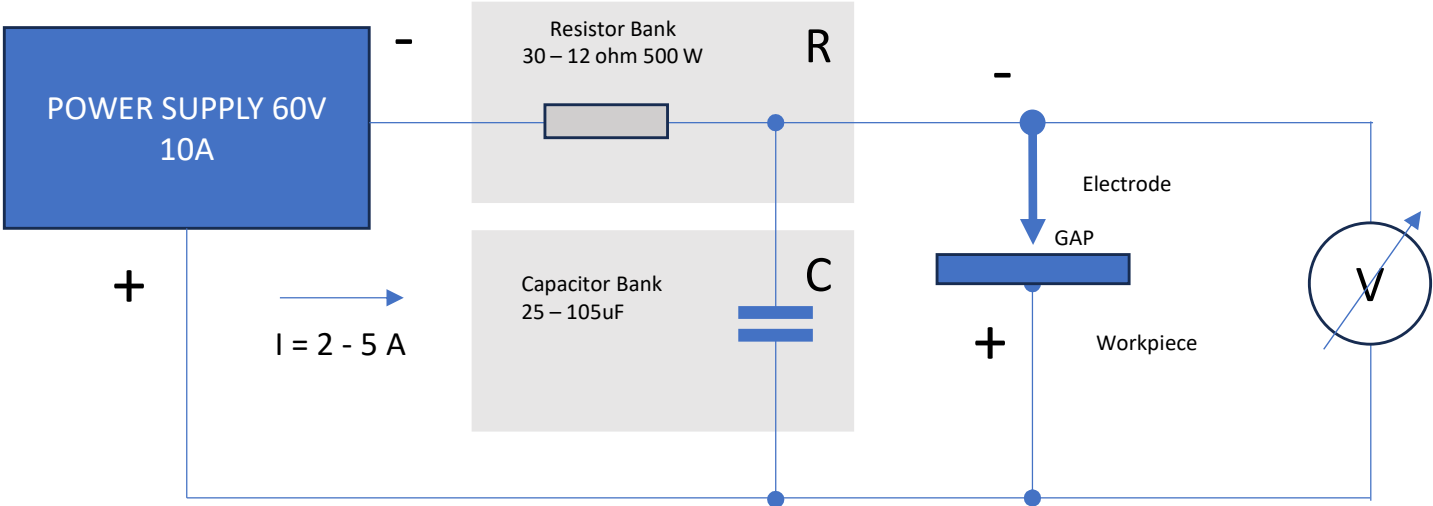 POWER SUPPLY 60V
10A
-
+
I = 2 - 5 A
Resistor Bank
30 – 12 ohm 500 W
R
Capacitor Bank
25 – 105uF
C
-
Electrode
GAP
+
Workpiece
V